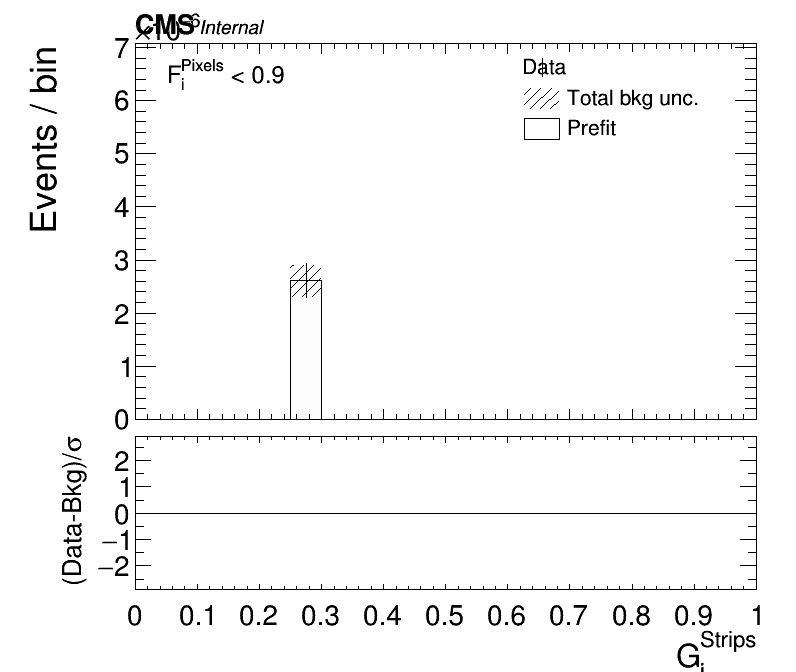 CMS Internal
×10⁻⁶
F_i^Pixels < 0.9
Data
Total bkg unc.
Prefit
Events / bin
7
6
5
4
3
2
1
0
(Data-Bkg)/σ
2
1
0
−1
−2
0 0.1 0.2 0.3 0.4 0.5 0.6 0.7 0.8 0.9 1
G_i^Strips